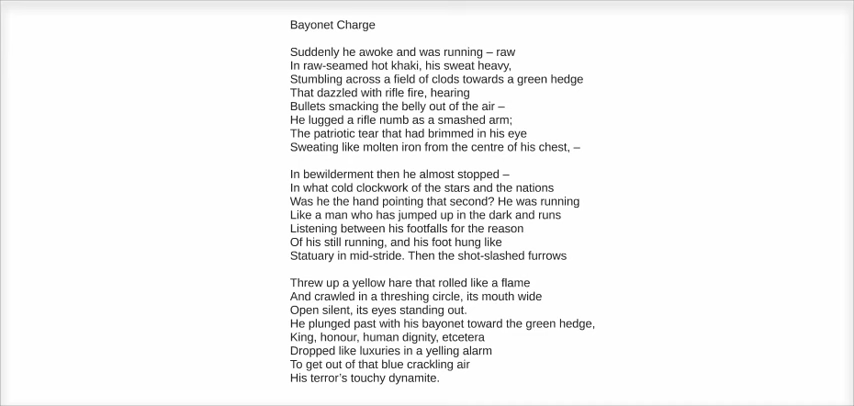 Bayonet Charge
Suddenly he awoke and was running – raw
In raw-seamed hot khaki, his sweat heavy,
Stumbling across a field of clods towards a green hedge
That dazzled with rifle fire, hearing
Bullets smacking the belly out of the air –
He lugged a rifle numb as a smashed arm;
The patriotic tear that had brimmed in his eye
Sweating like molten iron from the centre of his chest, –
In bewilderment then he almost stopped –
In what cold clockwork of the stars and the nations
Was he the hand pointing that second? He was running
Like a man who has jumped up in the dark and runs
Listening between his footfalls for the reason
Of his still running, and his foot hung like
Statuary in mid-stride. Then the shot-slashed furrows
Threw up a yellow hare that rolled like a flame
And crawled in a threshing circle, its mouth wide
Open silent, its eyes standing out.
He plunged past with his bayonet toward the green hedge,
King, honour, human dignity, etcetera
Dropped like luxuries in a yelling alarm
To get out of that blue crackling air
His terror’s touchy dynamite.